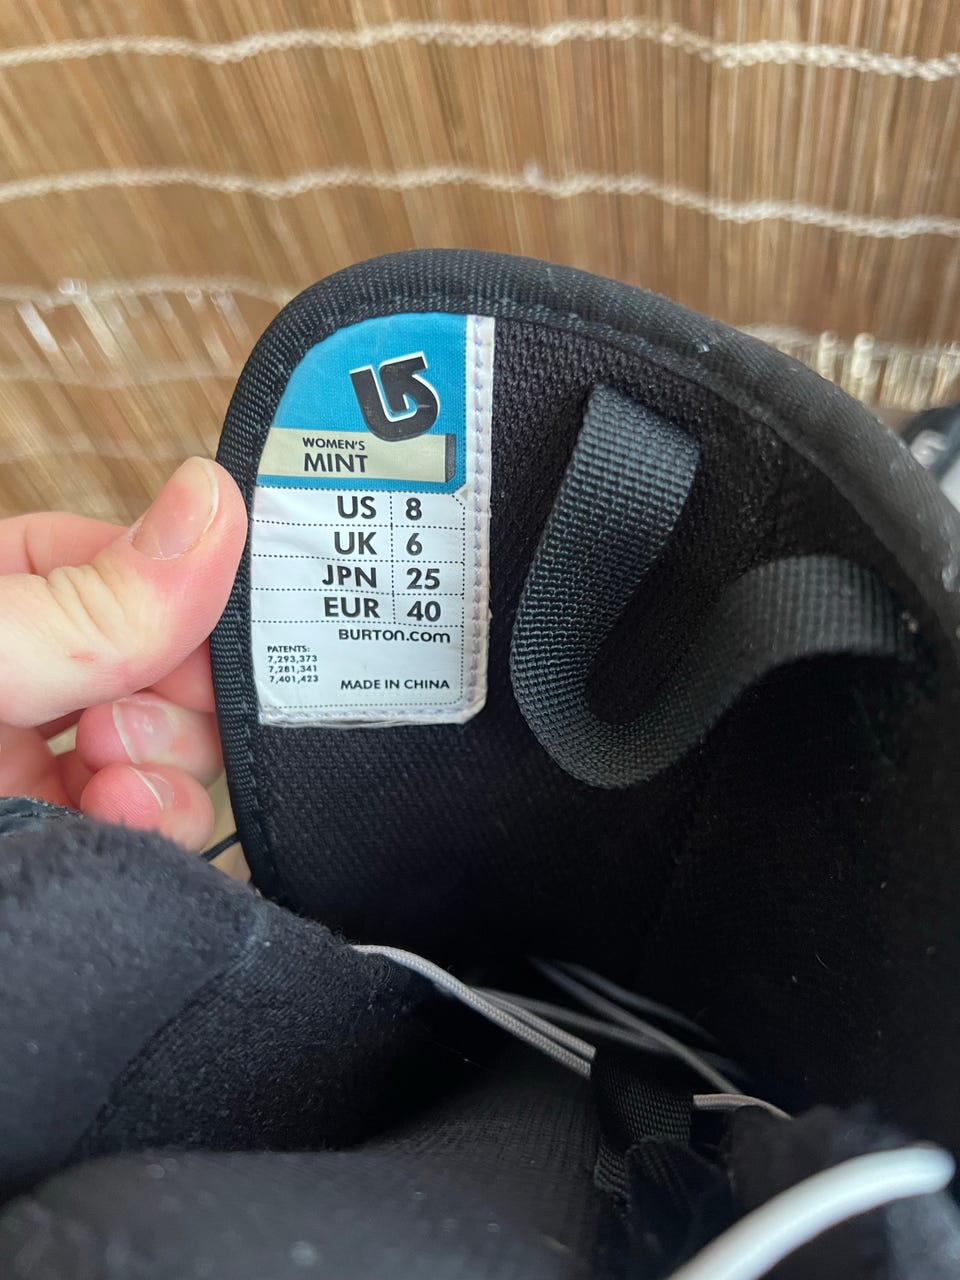 WOMEN'S
MINT
US 8
UK 6
JPN 25
EUR 40
BURTON.COM
PATENTS:
7,293,373
7,281,341
7,401,423
MADE IN CHINA